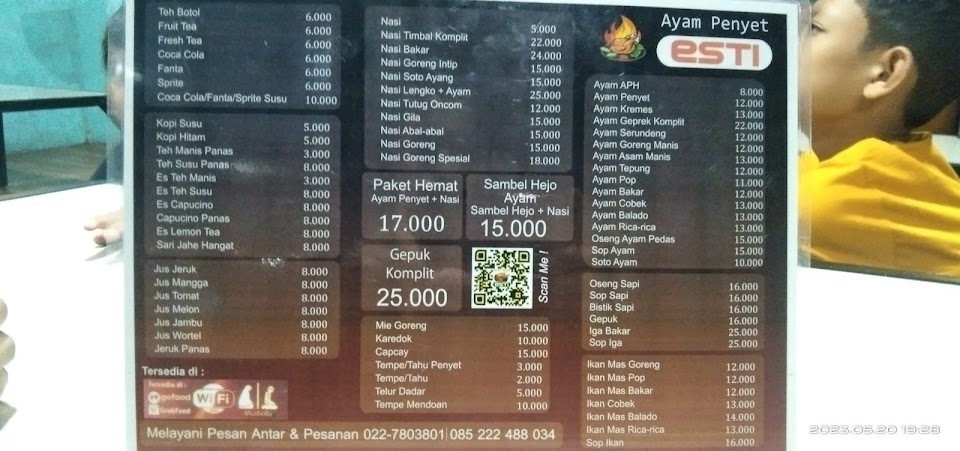 Teh Botol 6.000
Fruit Tea 6.000
Fresh Tea 6.000
Coca Cola 6.000
Fanta 6.000
Sprite 6.000
Coca Cola/Fanta/Sprite Susu 10.000
Kopi Susu 5.000
Kopi Hitam 5.000
Teh Manis Panas 3.000
Teh Susu Panas 8.000
Es Teh Manis 3.000
Es Teh Susu 8.000
Es Capucino 8.000
Capucino Panas 8.000
Es Lemon Tea 8.000
Sari Jahe Hangat 8.000
Jus Jeruk 8.000
Jus Mangga 8.000
Jus Tomat 8.000
Jus Melon 8.000
Jus Jambu 8.000
Jus Wortel 8.000
Jeruk Panas 8.000
Tersedia di :
Tersedia di :
gofood
GrabFood
WiFi
Musholla
Nasi 5.000
Nasi Timbal Komplit 22.000
Nasi Bakar 24.000
Nasi Goreng Intip 15.000
Nasi Soto Ayang 15.000
Nasi Lengko + Ayam 25.000
Nasi Tutug Oncom 12.000
Nasi Gila 15.000
Nasi Abal-abal 15.000
Nasi Goreng 15.000
Nasi Goreng Spesial 18.000
Paket Hemat
Ayam Penyet + Nasi
17.000
Sambel Hejo
Ayam
Sambel Hejo + Nasi
15.000
Gepuk
Komplit
25.000
Scan Me !
Mie Goreng 15.000
Karedok 10.000
Capcay 15.000
Tempe/Tahu Penyet 3.000
Tempe/Tahu 2.000
Telur Dadar 5.000
Tempe Mendoan 10.000
Ayam Penyet
ESTI
Ayam APH 8.000
Ayam Penyet 12.000
Ayam Kremes 13.000
Ayam Geprek Komplit 22.000
Ayam Serundeng 12.000
Ayam Goreng Manis 12.000
Ayam Asam Manis 13.000
Ayam Tepung 12.000
Ayam Pop 11.000
Ayam Bakar 12.000
Ayam Cobek 13.000
Ayam Balado 13.000
Ayam Rica-rica 13.000
Oseng Ayam Pedas 15.000
Sop Ayam 15.000
Soto Ayam 10.000
Oseng Sapi 16.000
Sop Sapi 16.000
Bistik Sapi 16.000
Gepuk 16.000
Iga Bakar 25.000
Sop Iga 25.000
Ikan Mas Goreng 12.000
Ikan Mas Pop 12.000
Ikan Mas Bakar 12.000
Ikan Cobek 13.000
Ikan Mas Balado 14.000
Ikan Mas Rica-rica 13.000
Sop Ikan 16.000
Melayani Pesan Antar & Pesanan 022-7803801| 085 222 488 034
2023.05.20 19:28